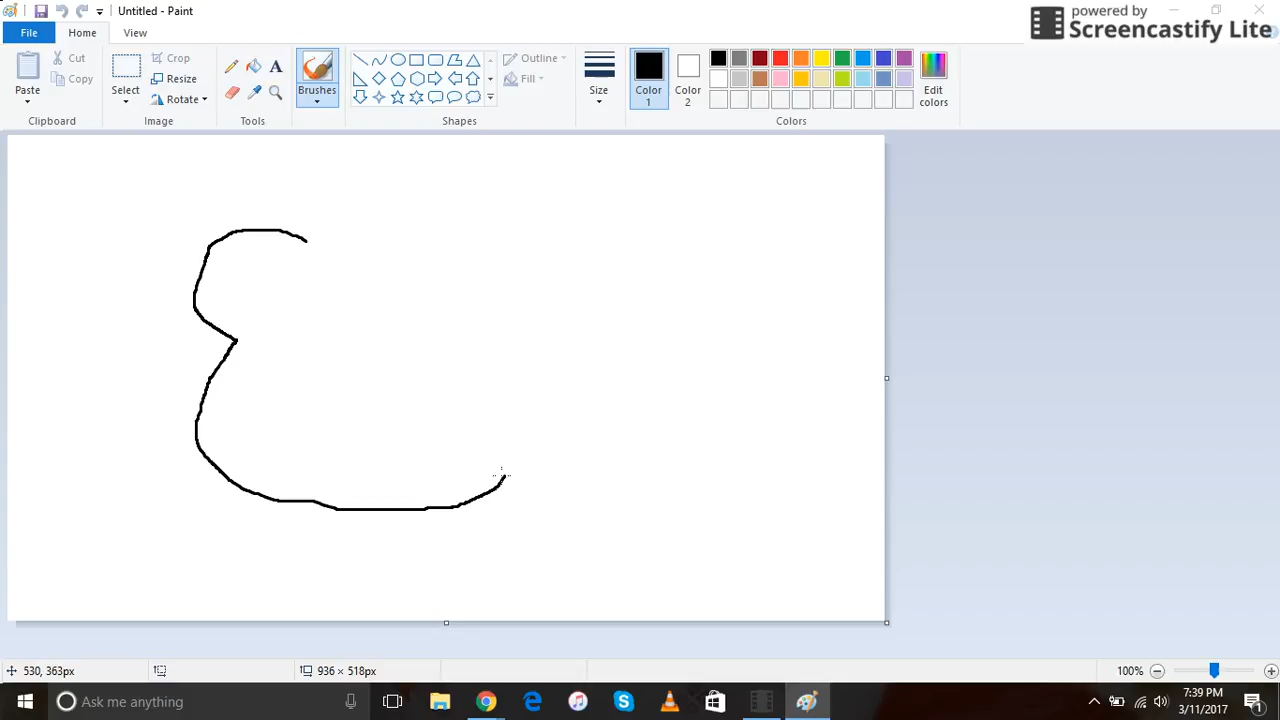 Untitled - Paint
powered by
Screencastify Lite
File Home View
Paste
Cut
Copy
Clipboard
Select
Crop
Resize
Rotate
Image
A
Tools
Brushes
Outline
Fill
Shapes
Size
Color 1
Color 2
Edit colors
Colors
530, 363px
936 × 518px
100%
Ask me anything
7:39 PM
3/11/2017
1